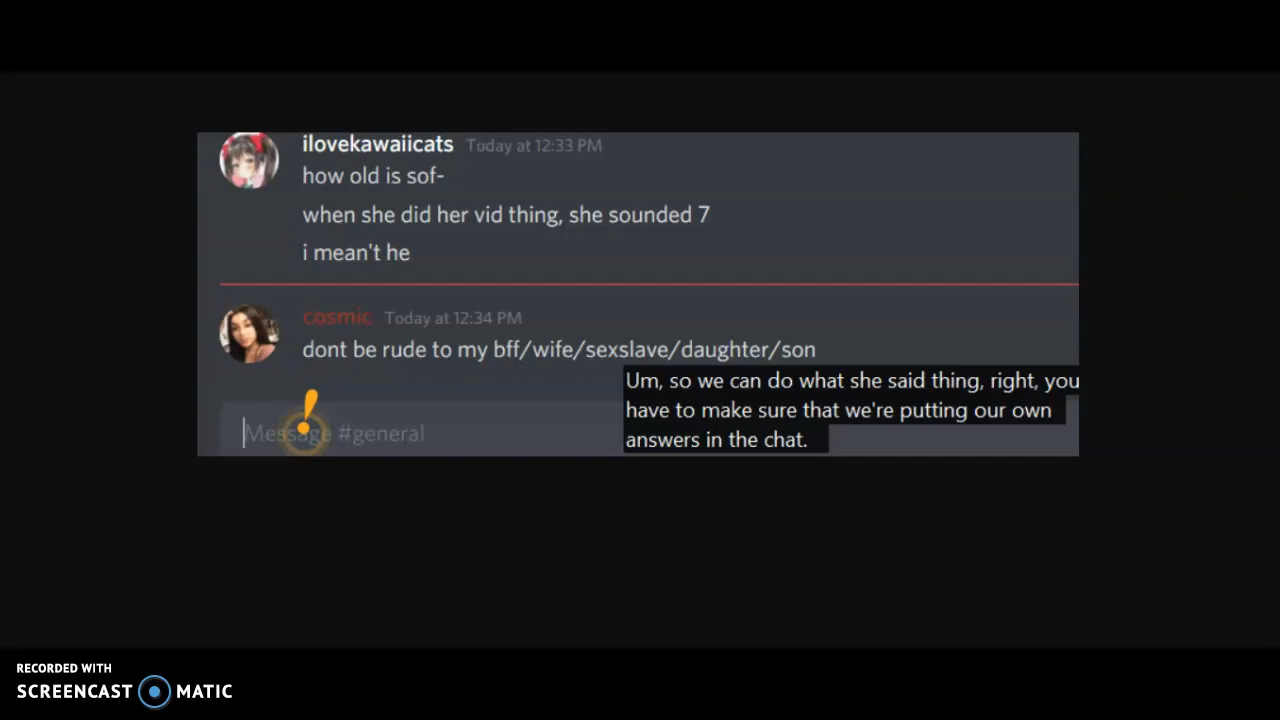 ilovekawaiicats Today at 12:33 PM
how old is sof-
when she did her vid thing, she sounded 7
i mean't he
cosmic Today at 12:34 PM
dont be rude to my bff/wife/sexslave/daughter/son
Message #general
Um, so we can do what she said thing, right, you
have to make sure that we're putting our own
answers in the chat.
RECORDED WITH
SCREENCAST MATIC